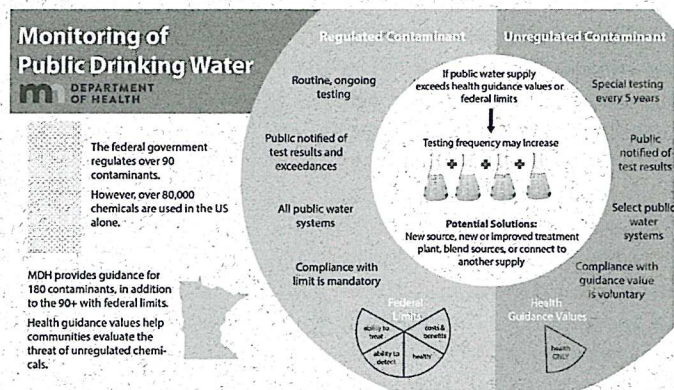 Monitoring of
Public Drinking Water
DEPARTMENT
OF HEALTH
The federal government
regulates over 90
contaminants.
However, over 80,000
chemicals are used in the US
alone.
MDH provides guidance for
180 contaminants, in addition
to the 90+ with federal limits.
Health guidance values help
communities evaluate the
threat of unregulated chemi-
cals.
Regulated Contaminant
Routine, ongoing
testing
Public notified of
test results and
exceedances
All public water
systems
Compliance with
limit is mandatory
Federal
Limits
ability to
treat
costs &
benefits
ability to
detect
health
If public water supply
exceeds health guidance values or
federal limits
Testing frequency may increase
Potential Solutions:
New source, new or improved treatment
plant, blend sources, or connect to
another supply
Unregulated Contaminant
Special testing
every 5 years
Public
notified of
test results
Select public
water
systems
Compliance with
guidance value
is voluntary
Health
Guidance Values
health
ONLY